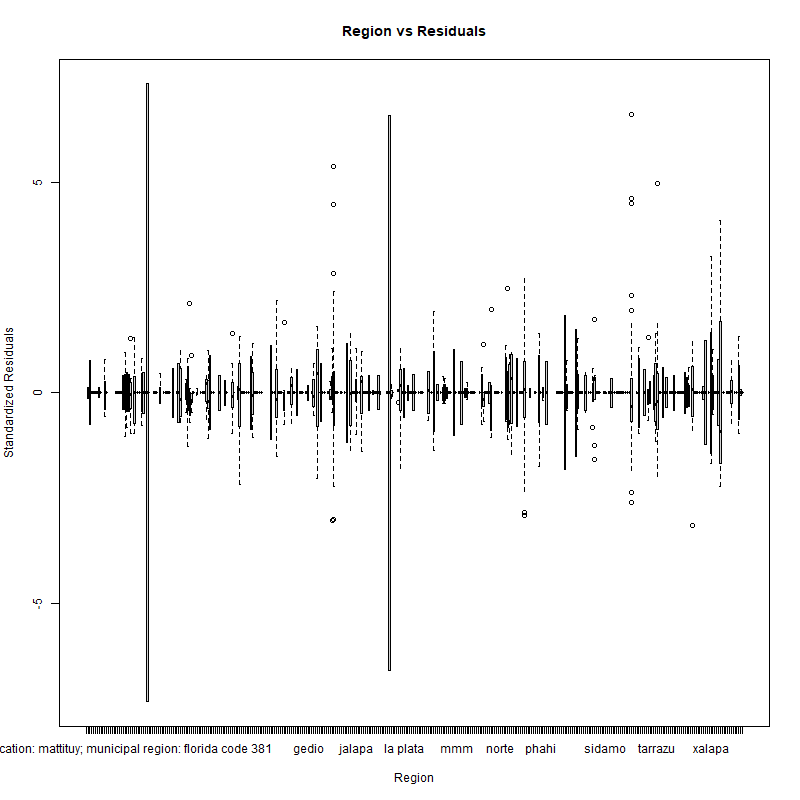 Region vs Residuals
Standardized Residuals
5
0
-5
cation: mattituy; municipal region: florida code 381 gedio jalapa la plata mmm norte phahi sidamo tarrazu xalapa
Region